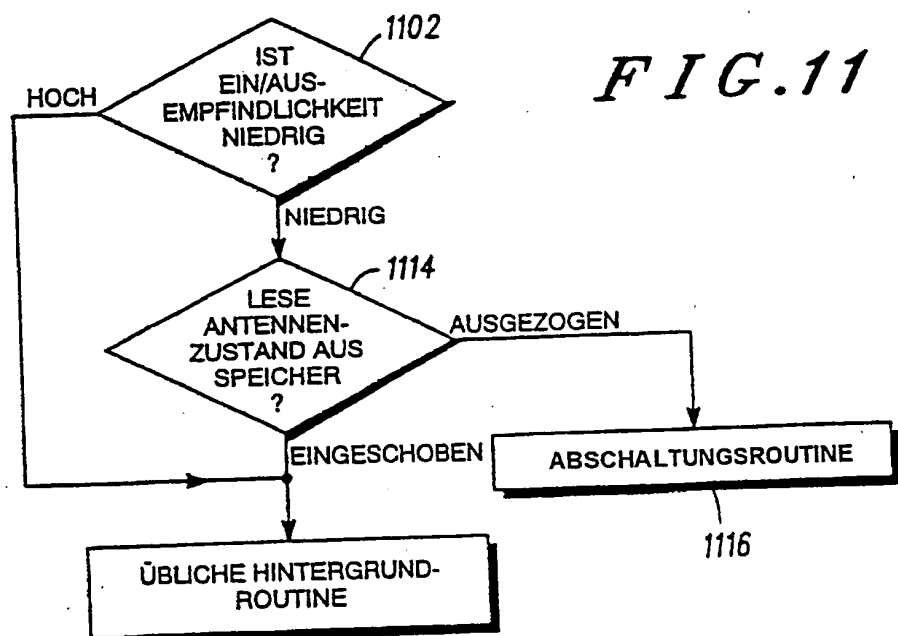 1102
FIG.11
IST
EIN/AUS-
EMPFINDLICHKEIT
NIEDRIG
?
HOCH
NIEDRIG
1114
LESE
ANTENNEN-
ZUSTAND AUS
SPEICHER
?
AUSGEZOGEN
EINGESCHOBEN
ABSCHALTUNGSROUTINE
1116
ÜBLICHE HINTERGRUND-
ROUTINE